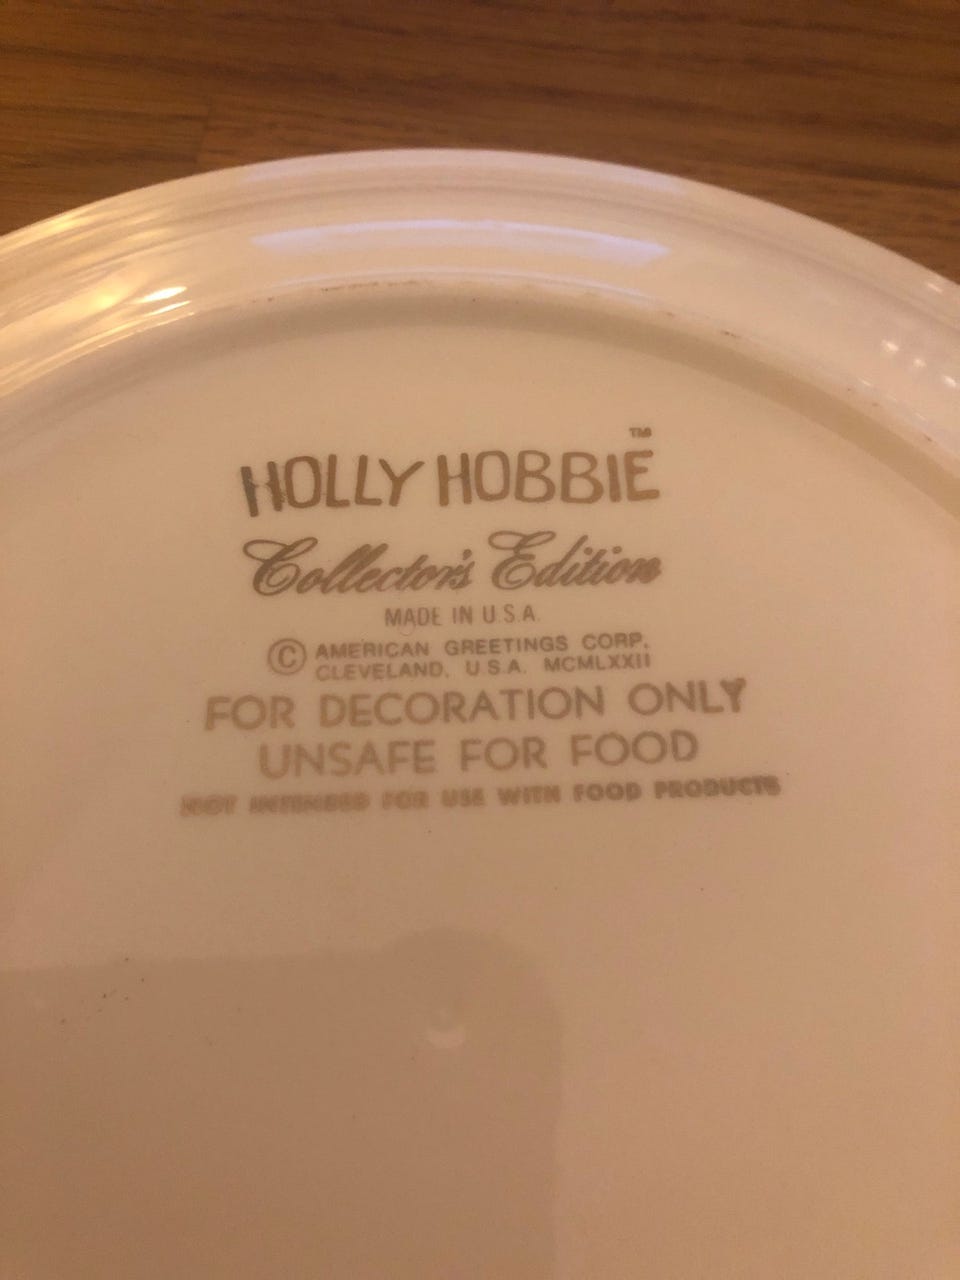 HOLLY HOBBIE™
Collector's Edition
MADE IN U.S.A.
© AMERICAN GREETINGS CORP.
CLEVELAND, U.S.A. MCMLXXII
FOR DECORATION ONLY
UNSAFE FOR FOOD
NOT INTENDED FOR USE WITH FOOD PRODUCTS